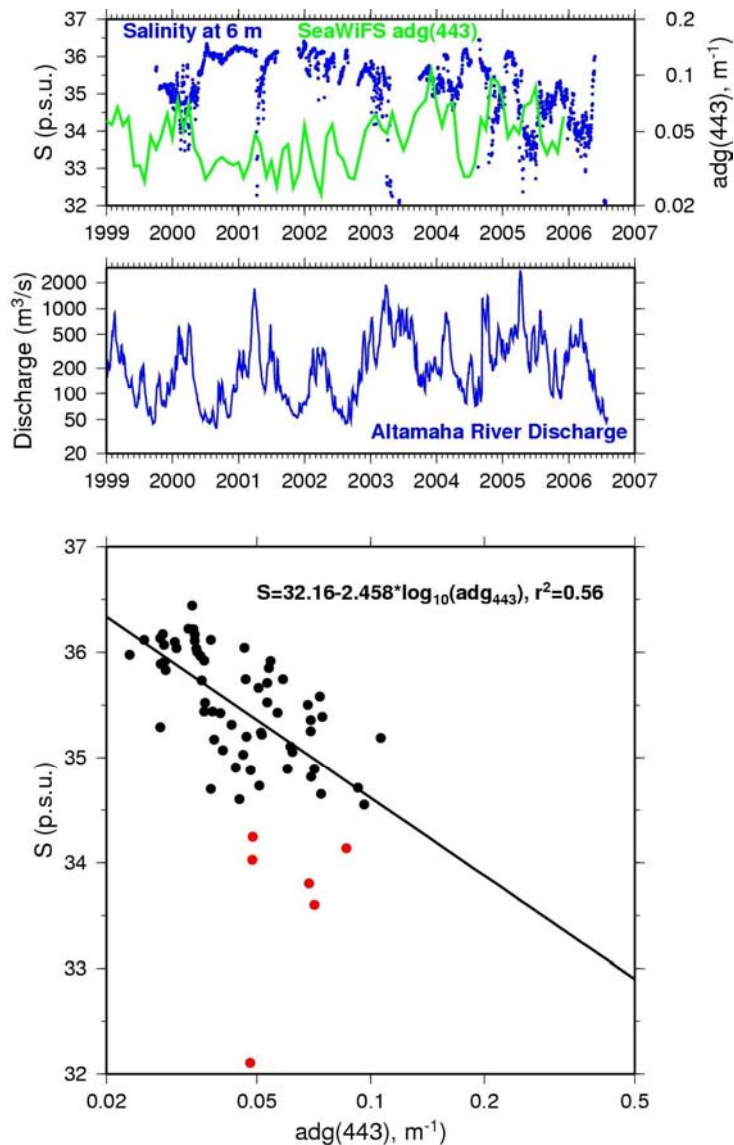 Salinity at 6 m SeaWiFS adg(443)
S (p.s.u.)
37
36
35
34
33
32
0.2
0.1
0.05
0.02
adg(443), m⁻¹
1999 2000 2001 2002 2003 2004 2005 2006 2007
Discharge (m³/s)
2000
1000
500
200
100
50
20
Altamaha River Discharge
1999 2000 2001 2002 2003 2004 2005 2006 2007
S=32.16-2.458*log₁₀(adg₄₄₃), r²=0.56
S (p.s.u.)
37
36
35
34
33
32
0.02 0.05 0.1 0.2 0.5
adg(443), m⁻¹)